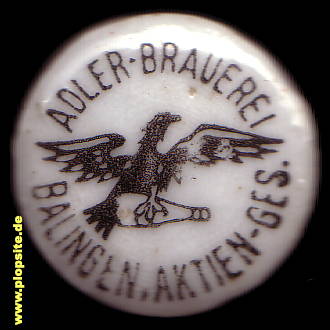 ADLER-BRAUEREI
BALINGEN, AKTIEN-GES.
www.plopsite.de